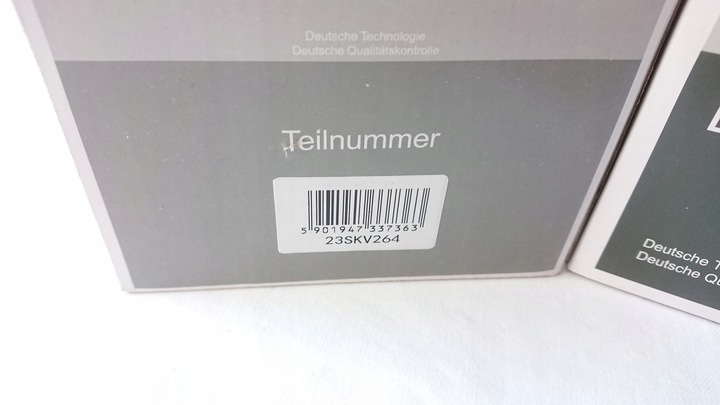 Deutsche Technologie
Deutsche Qualitätskontrolle
Teilnummer
5 901947 337363
23SKV264
Deutsche
Deutsche